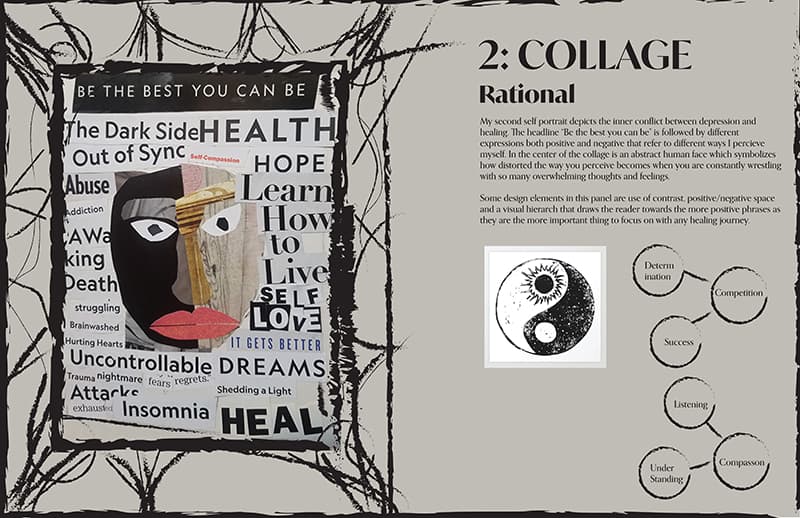 BE THE BEST YOU CAN BE
The Dark Side HEALTH
Out of Sync
Self-Compassion
HOPE
Abuse
Learn
How
to
Live
Addiction
AWa
king
Death
SELF
LOVE
struggling
Brainwashed
IT GETS BETTER
Hurting Hearts
Uncontrollable DREAMS
Trauma nightmare fears regrets.
Shedding a Light
Attacks
exhausted
Insomnia
HEAL
2: COLLAGE
Rational
My second self portrait depicts the inner conflict between depression and
healing. The headline "Be the best you can be" is followed by different
expressions both positive and negative that refer to different ways I percieve
myself. In the center of the collage is an abstract human face which symbolizes
how distorted the way you perceive becomes when you are constantly wrestling
with so many overwhelming thoughts and feelings.
Some design elements in this panel are use of contrast, positive/negative space
and a visual hierarch that draws the reader towards the more positive phrases as
they are the more important thing to focus on with any healing journey.
Determ
ination
Competition
Success
Listening
Compasson
Under
Standing